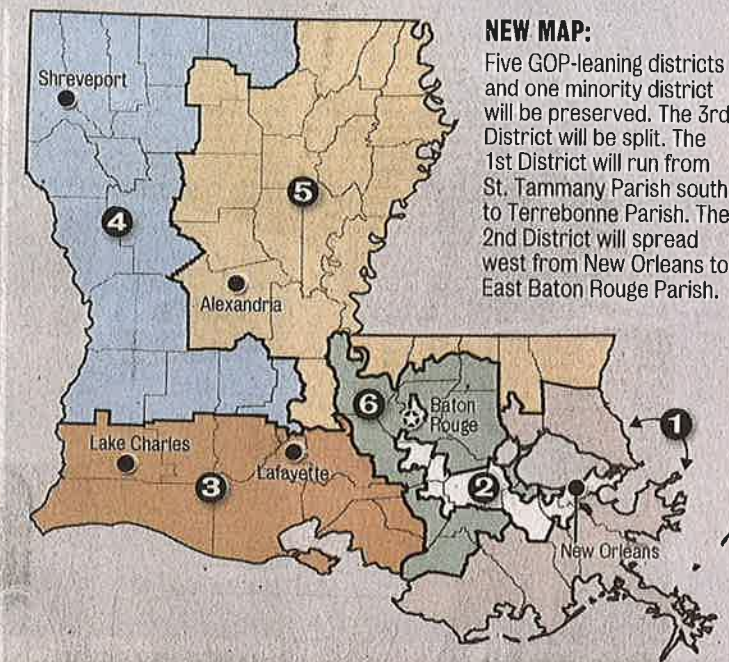 NEW MAP:
Five GOP-leaning districts
and one minority district
will be preserved. The 3rd
District will be split. The
1st District will run from
St. Tammany Parish south
to Terrebonne Parish. The
2nd District will spread
west from New Orleans to
East Baton Rouge Parish.
Shreveport
4
5
Alexandria
6
Baton
Rouge
1
Lake Charles
Lafayette
3
2
New Orleans